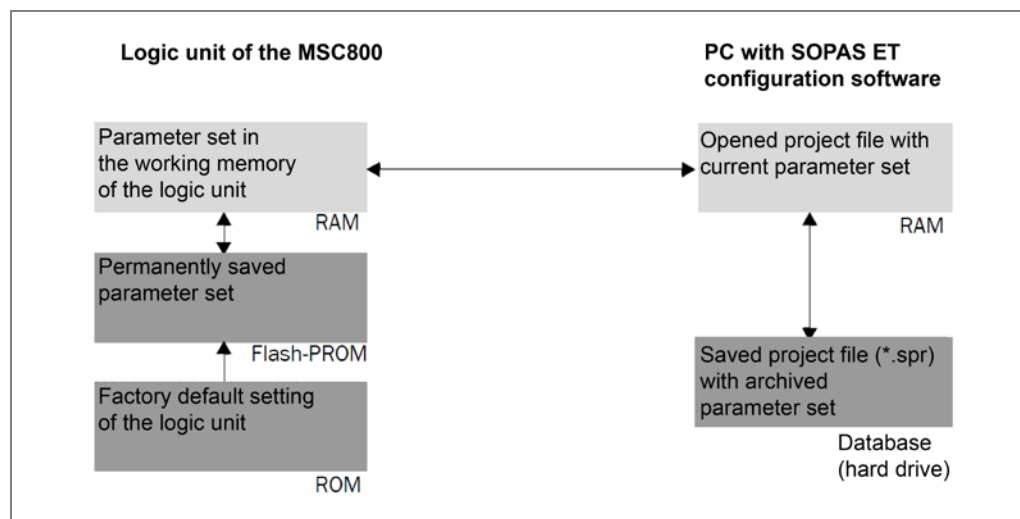 Logic unit of the MSC800
Parameter set in
the working memory
of the logic unit
RAM
Permanently saved
parameter set
Flash-PROM
Factory default setting
of the logic unit
ROM
PC with SOPAS ET
configuration software
Opened project file with
current parameter set
RAM
Saved project file (*.spr)
with archived
parameter set
Database
(hard drive)